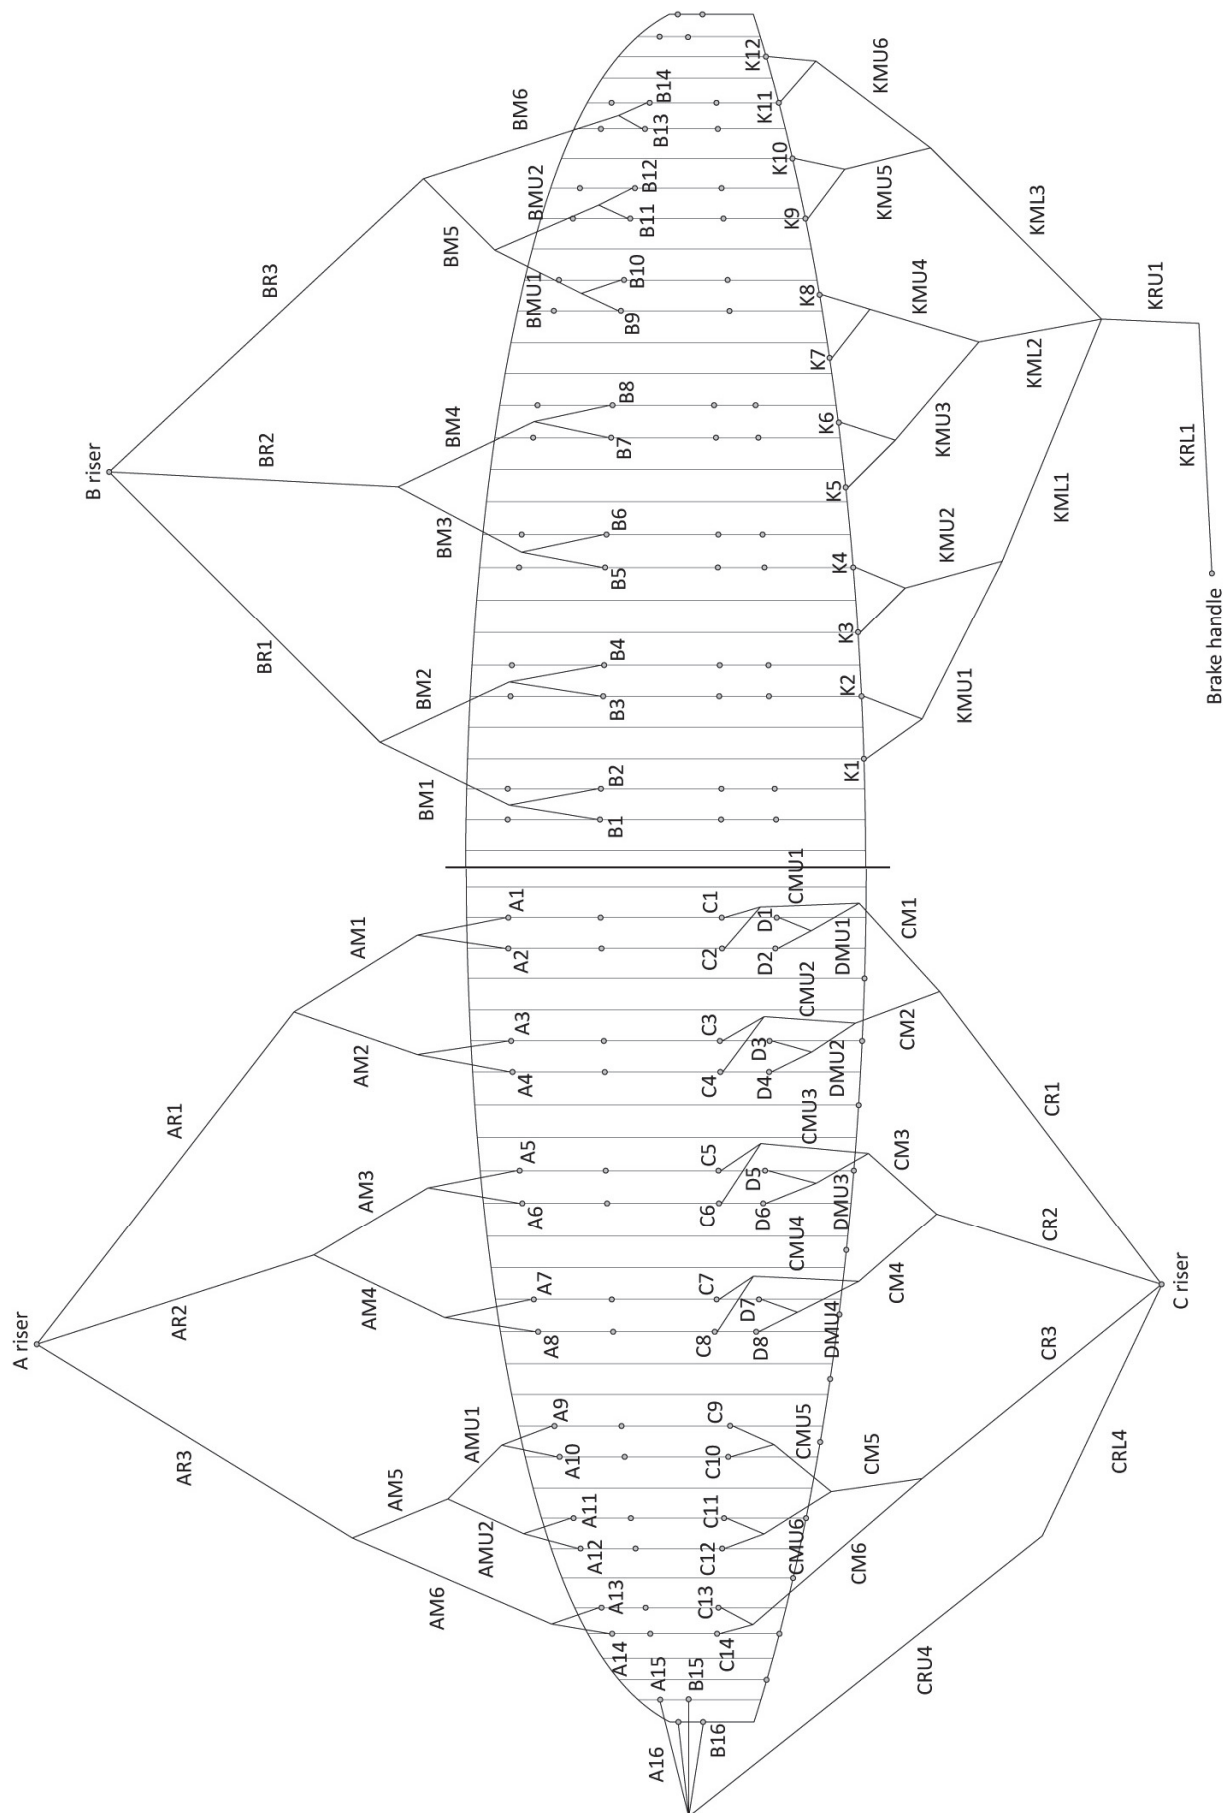 A riser
AR1
AR2
AR3
AM1
AM2
AM3
AM4
AM5
AM6
AMU1
AMU2
A1
A2
A3
A4
A5
A6
A7
A8
A9
A10
A11
A12
A13
A14
A15
A16
B15
B16
C1
C2
C3
C4
C5
C6
C7
C8
C9
C10
C11
C12
C13
C14
D1
D2
D3
D4
D5
D6
D7
D8
CMU1
DMU1
CMU2
DMU2
CMU3
DMU3
CMU4
DMU4
CMU5
CMU6
CM1
CM2
CM3
CM4
CM5
CM6
CR1
CR2
CR3
CRL4
CRU4
C riser
B riser
BR1
BR2
BR3
BM1
BM2
BM3
BM4
BM5
BM6
BMU1
BMU2
B1
B2
B3
B4
B5
B6
B7
B8
B9
B10
B11
B12
B13
B14
K1
K2
K3
K4
K5
K6
K7
K8
K9
K10
K11
K12
KMU1
KMU2
KMU3
KMU4
KMU5
KMU6
KML1
KML2
KML3
KRU1
KRL1
Brake handle